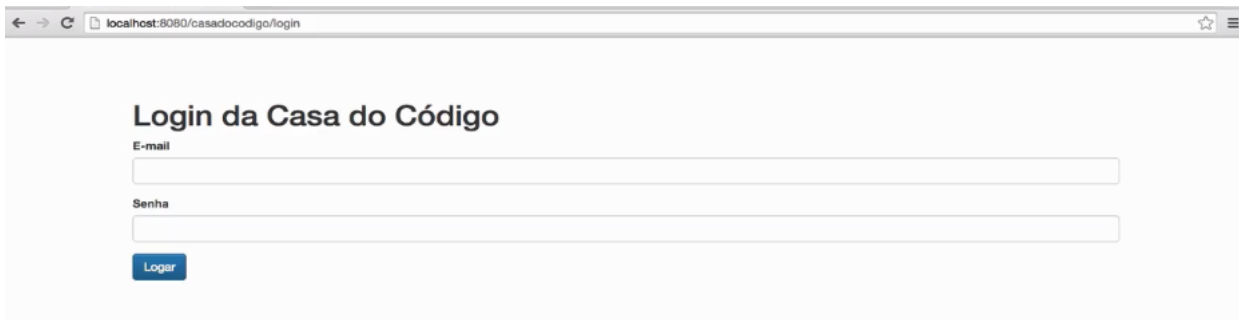 localhost:8080/casadocodigo/login
Login da Casa do Código
E-mail
Senha
Logar